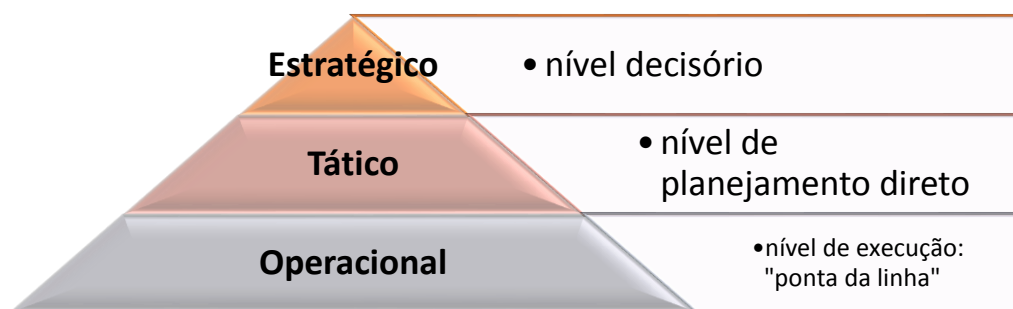 Estratégico
• nível decisório
Tático
• nível de
planejamento direto
Operacional
•nível de execução:
"ponta da linha"